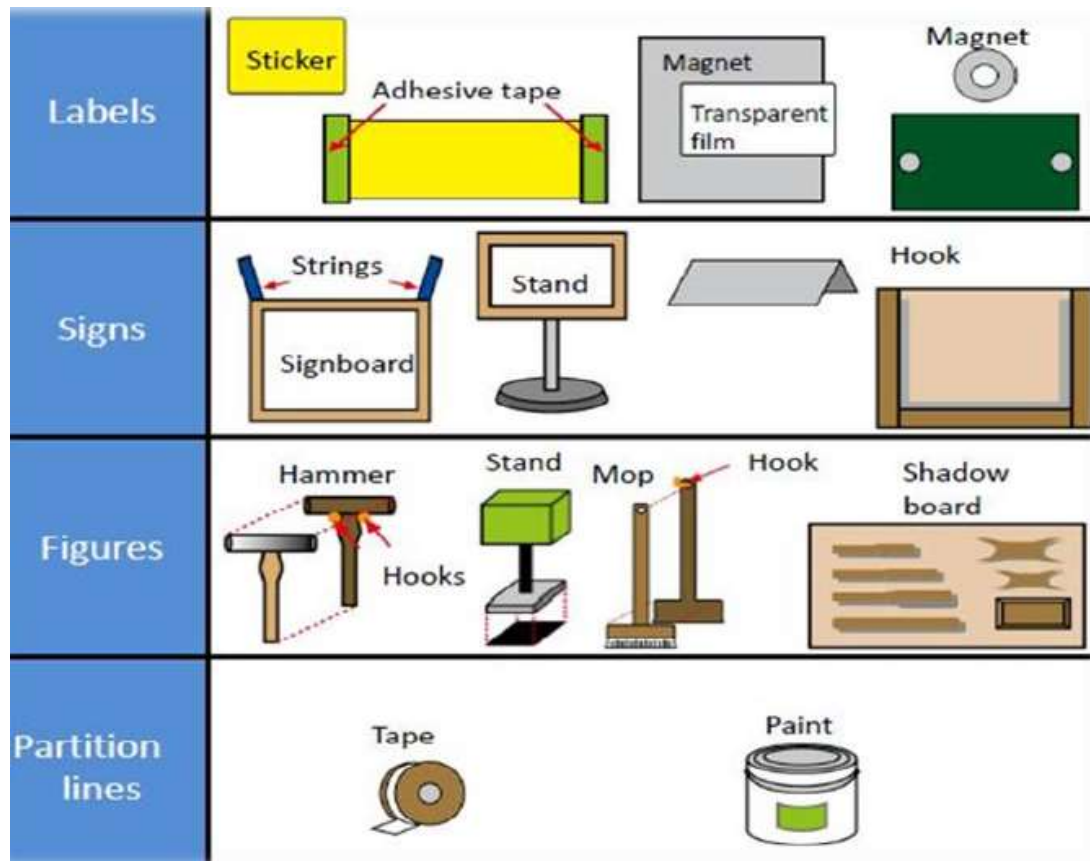 Labels
Sticker
Adhesive tape
Magnet
Transparent
film
Magnet
Signs
Strings
Signboard
Stand
Hook
Figures
Hammer
Hooks
Stand
Mop
Hook
Shadow
board
Partition
lines
Tape
Paint